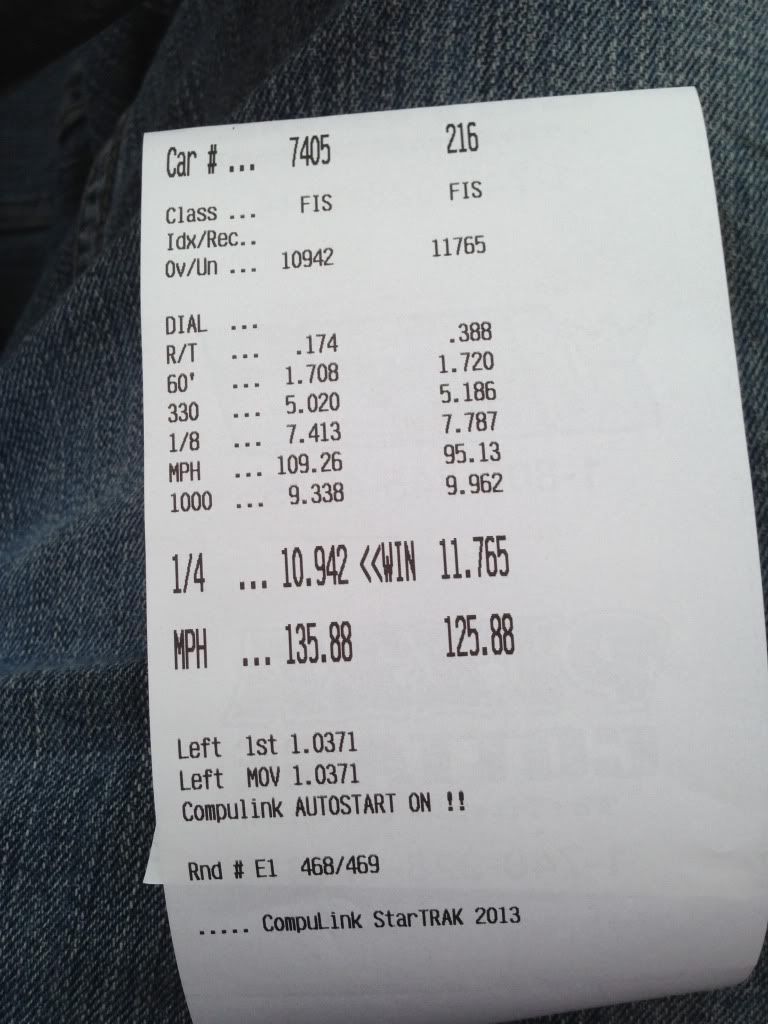 Car # ... 7405 216
Class ... FIS FIS
Idx/Rec..
Ov/Un ... 10942 11765
DIAL ...
R/T ... .174 .388
60' ... 1.708 1.720
330 ... 5.020 5.186
1/8 ... 7.413 7.787
MPH ... 109.26 95.13
1000 ... 9.338 9.962
1/4 ... 10.942 <<WIN 11.765
MPH ... 135.88 125.88
Left 1st 1.0371
Left MOV 1.0371
Compulink AUTOSTART ON !!
Rnd # E1 468/469
..... CompuLink StarTRAK 2013